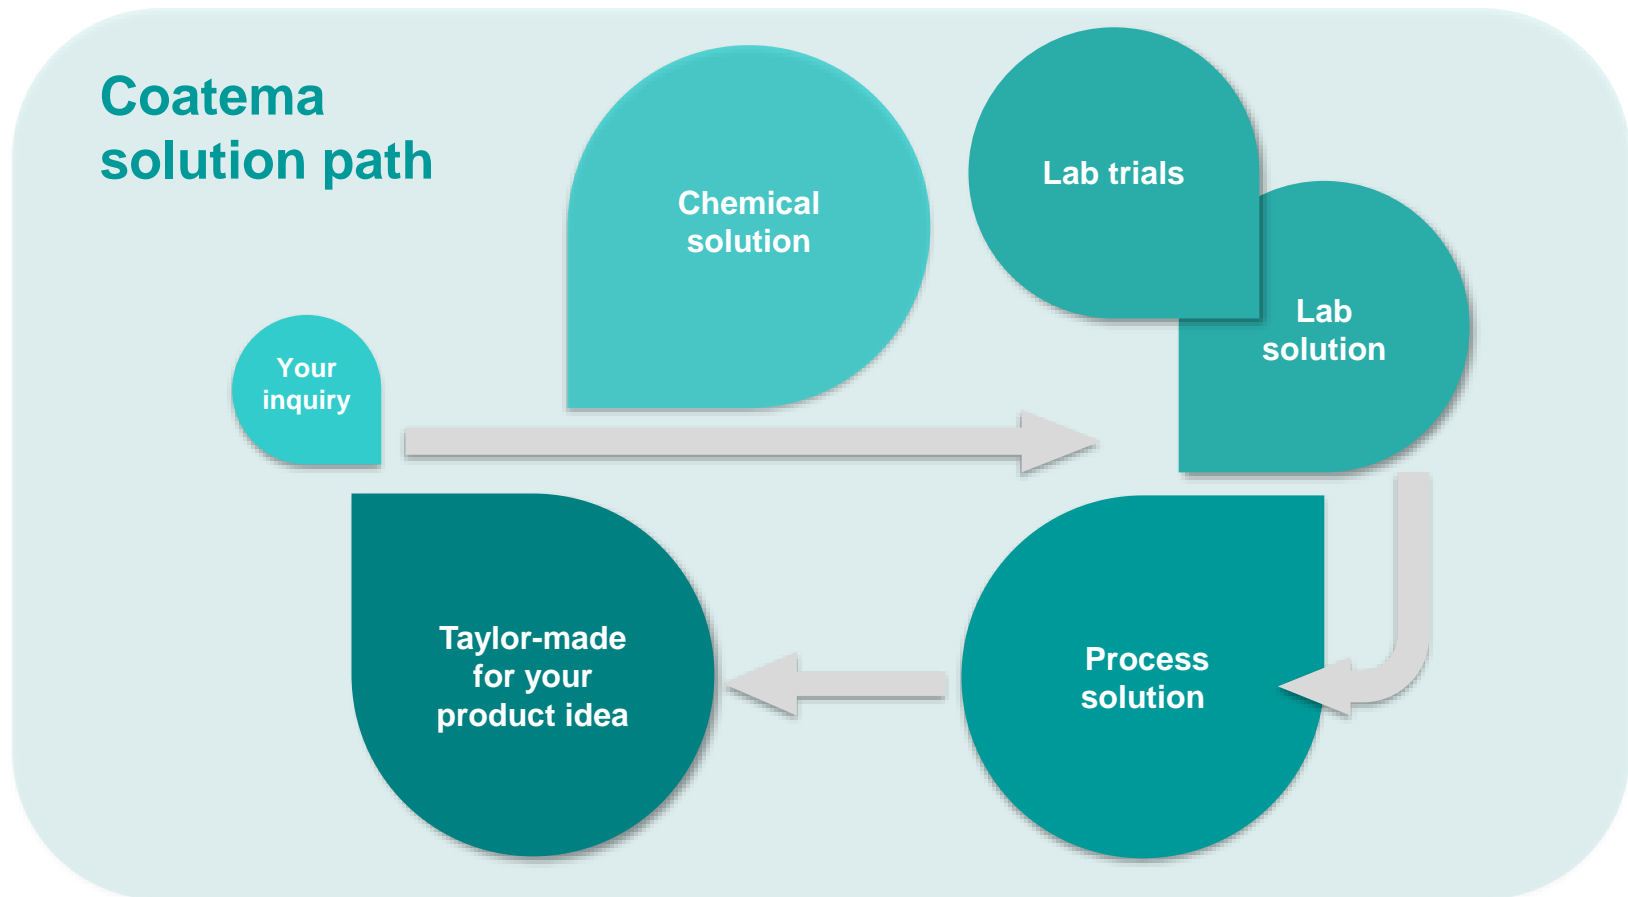 Coatema
solution path
Your
inquiry
Chemical
solution
Lab trials
Lab
solution
Process
solution
Taylor-made
for your
product idea